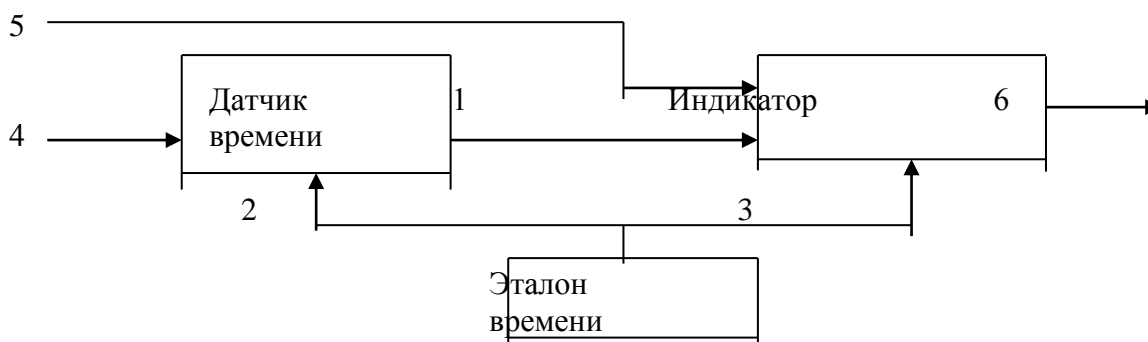 5
Датчик 1 Индикатор 6
4 времени
2 3
Эталон
времени